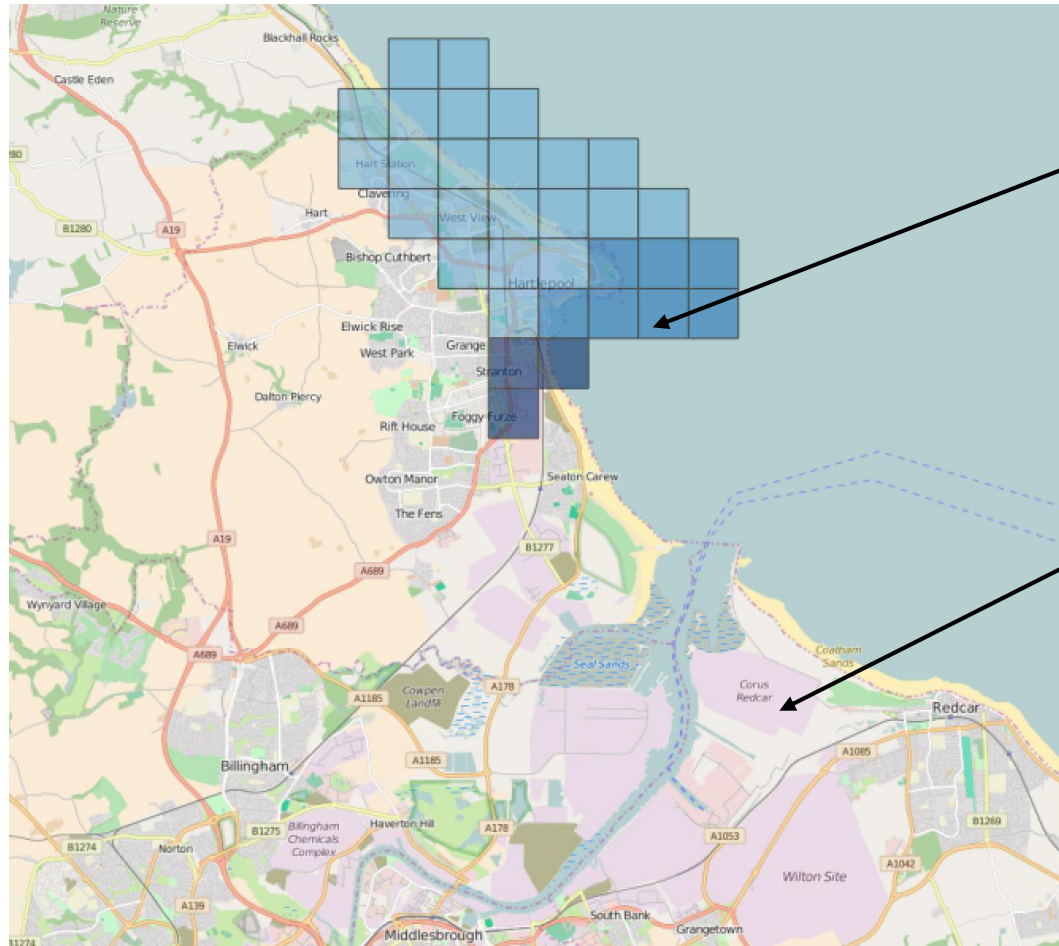 Nature
Reserve
Blackhall Rocks
Castle Eden
80
Hart Station
Clavering
Hart
West View
B1280
A19
Bishop Cuthbert
Hartlepool
Elwick Rise
Elwick
West Park
Grange
Stranton
Dalton Piercy
Foggy Furze
Rift House
Owton Manor
Seaton Carew
The Fens
A19
B1277
A689
Wynyard Village
A689
A689
Seal Sands
Coatham
Sands
A1185
Cowpen
Landfill
A178
Corus
Redcar
Redcar
A1085
Billingham
A1185
B1274
Norton
B1275
Billingham
Chemicals
Complex
Haverton Hill
A178
A1053
B1269
A1042
Wilton Site
A139
B1274
South Bank
Middlesbrough
Grangetown